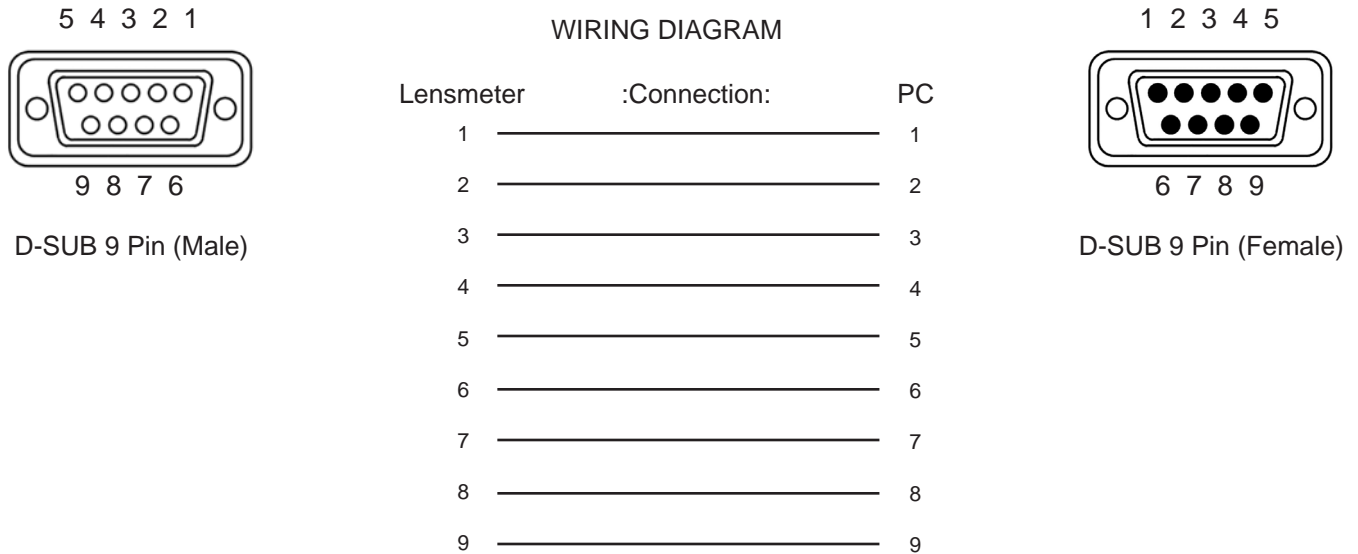 5 4 3 2 1
9 8 7 6
D-SUB 9 Pin (Male)
WIRING DIAGRAM
Lensmeter :Connection: PC
1 1
2 2
3 3
4 4
5 5
6 6
7 7
8 8
9 9
1 2 3 4 5
6 7 8 9
D-SUB 9 Pin (Female)